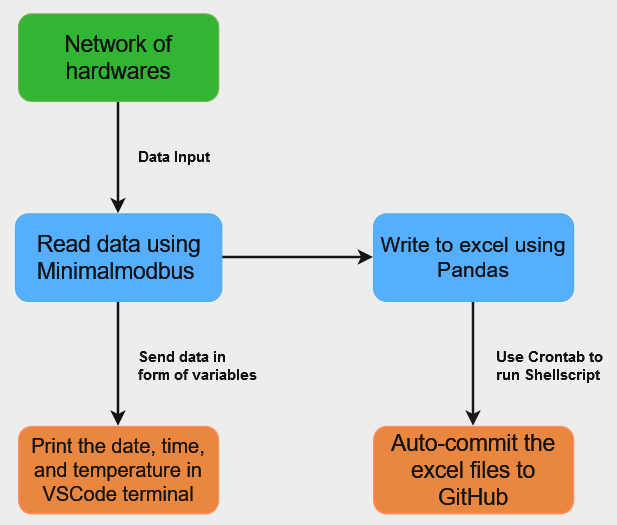 Network of
hardwares
Data Input
Read data using
Minimalmodbus
Write to excel using
Pandas
Send data in
form of variables
Use Crontab to
run Shellscript
Print the date, time,
and temperature in
VSCode terminal
Auto-commit the
excel files to
GitHub